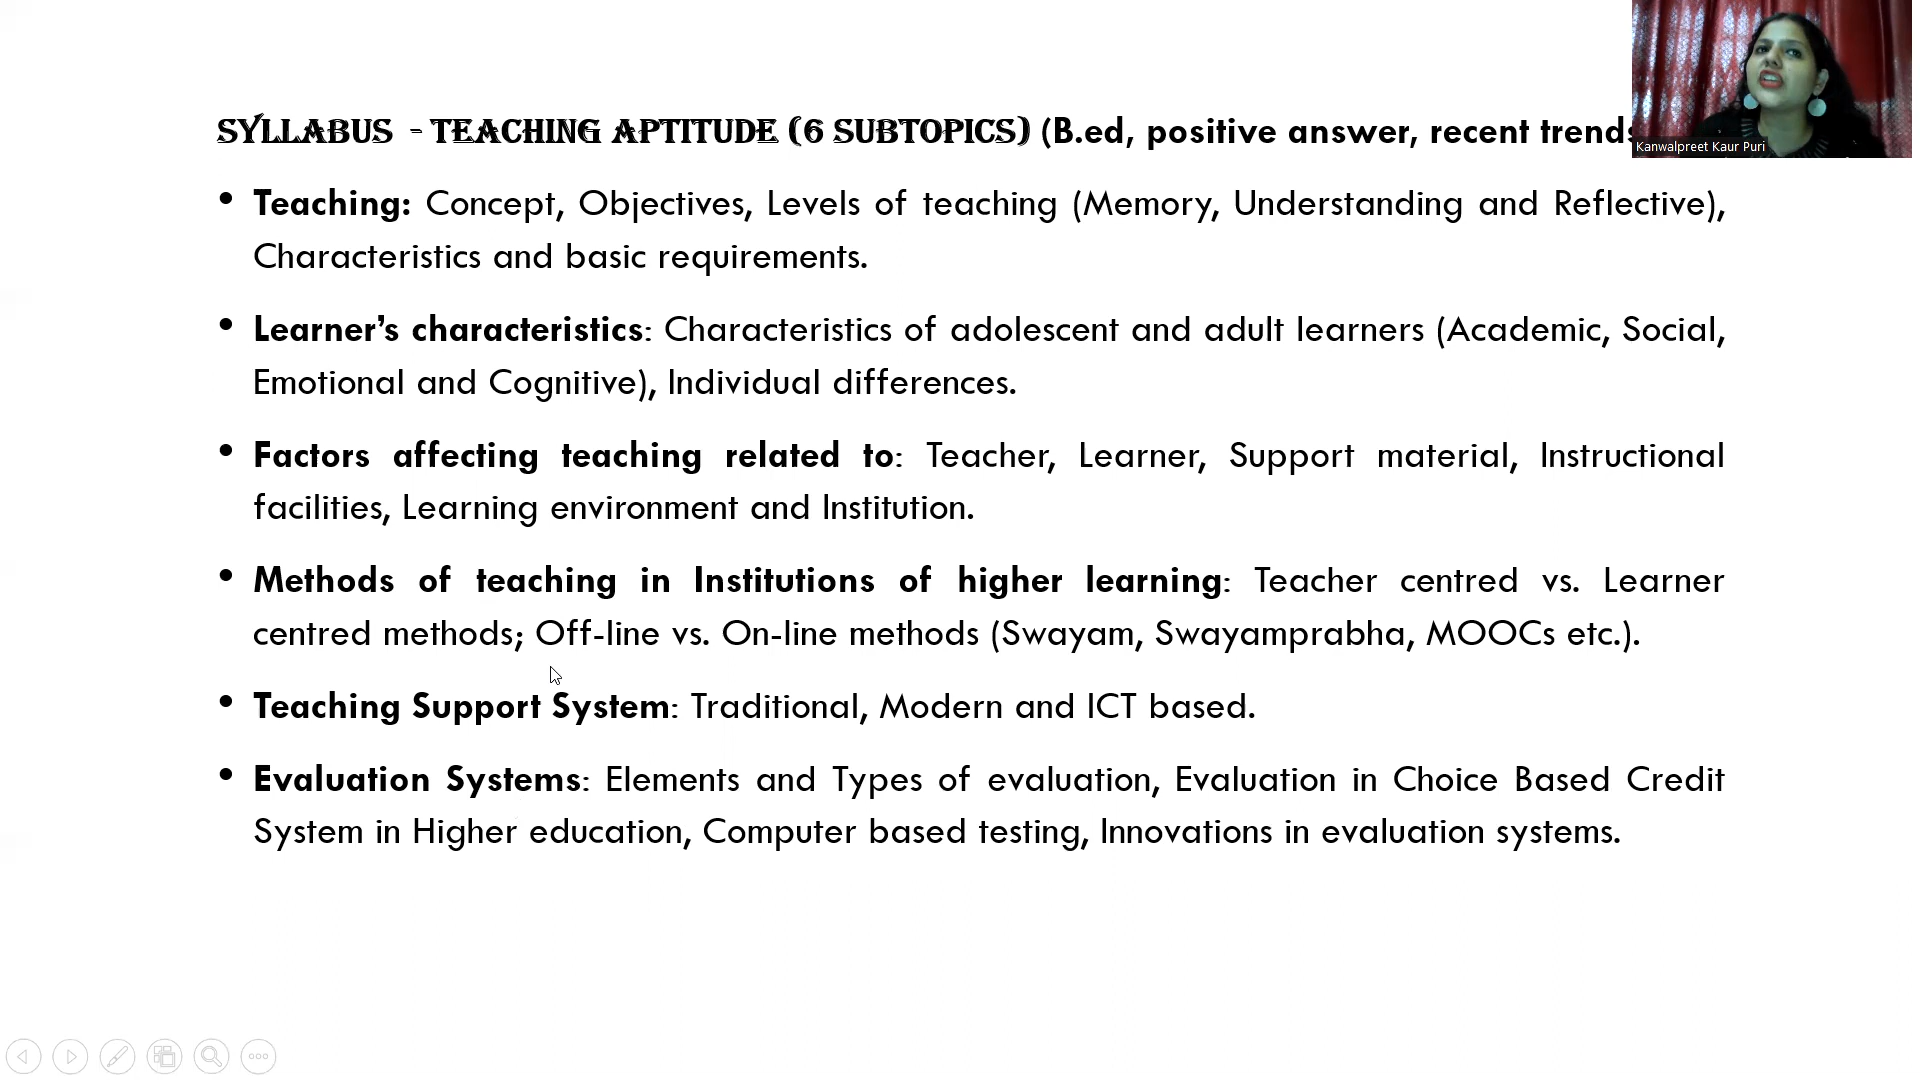 SYLLABUS - TEACHING APTITUDE (6 SUBTOPICS) (B.ed, positive answer, recent trends
Kanwalpreet Kaur Puri
• Teaching: Concept, Objectives, Levels of teaching (Memory, Understanding and Reflective),
Characteristics and basic requirements.
• Learner’s characteristics: Characteristics of adolescent and adult learners (Academic, Social,
Emotional and Cognitive), Individual differences.
• Factors affecting teaching related to: Teacher, Learner, Support material, Instructional
facilities, Learning environment and Institution.
• Methods of teaching in Institutions of higher learning: Teacher centred vs. Learner
centred methods; Off-line vs. On-line methods (Swayam, Swayamprabha, MOOCs etc.).
• Teaching Support System: Traditional, Modern and ICT based.
• Evaluation Systems: Elements and Types of evaluation, Evaluation in Choice Based Credit
System in Higher education, Computer based testing, Innovations in evaluation systems.